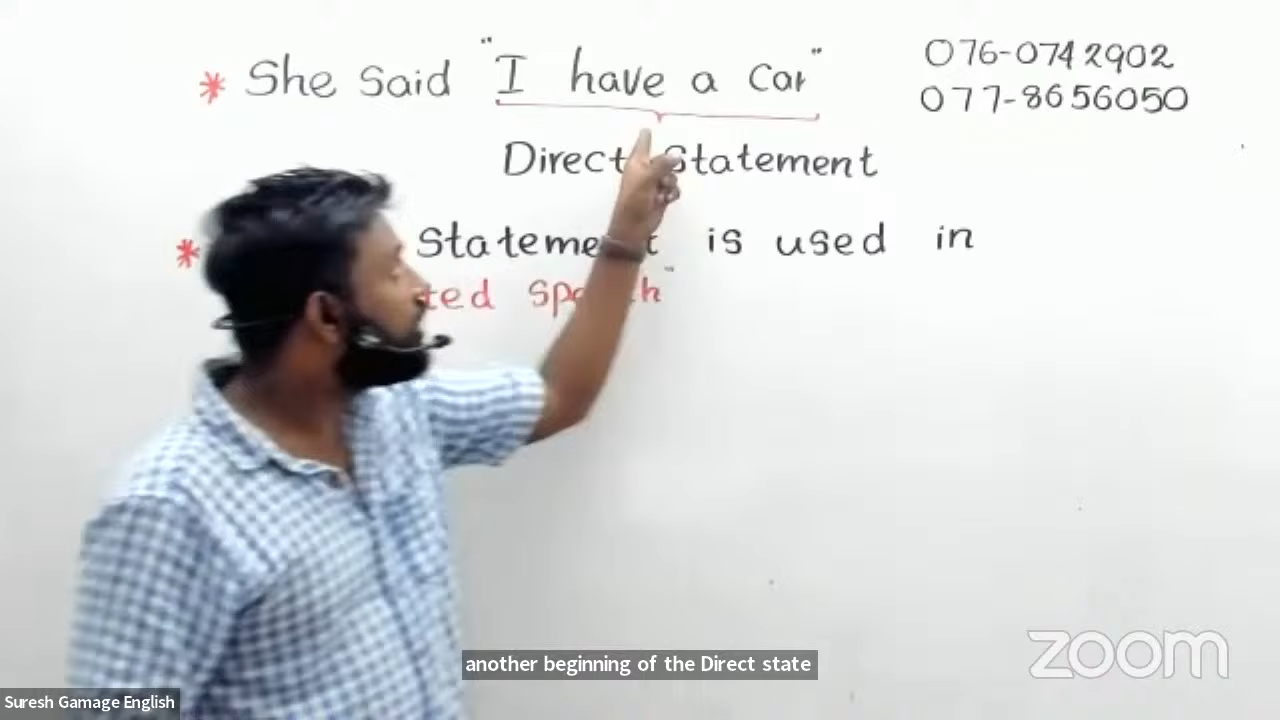 * She Said "I have a Car"
076-0742902
077-8656050
Direct Statement
* Statement is used in
ted Speech"
zoom
another beginning of the Direct state
Suresh Gamage English